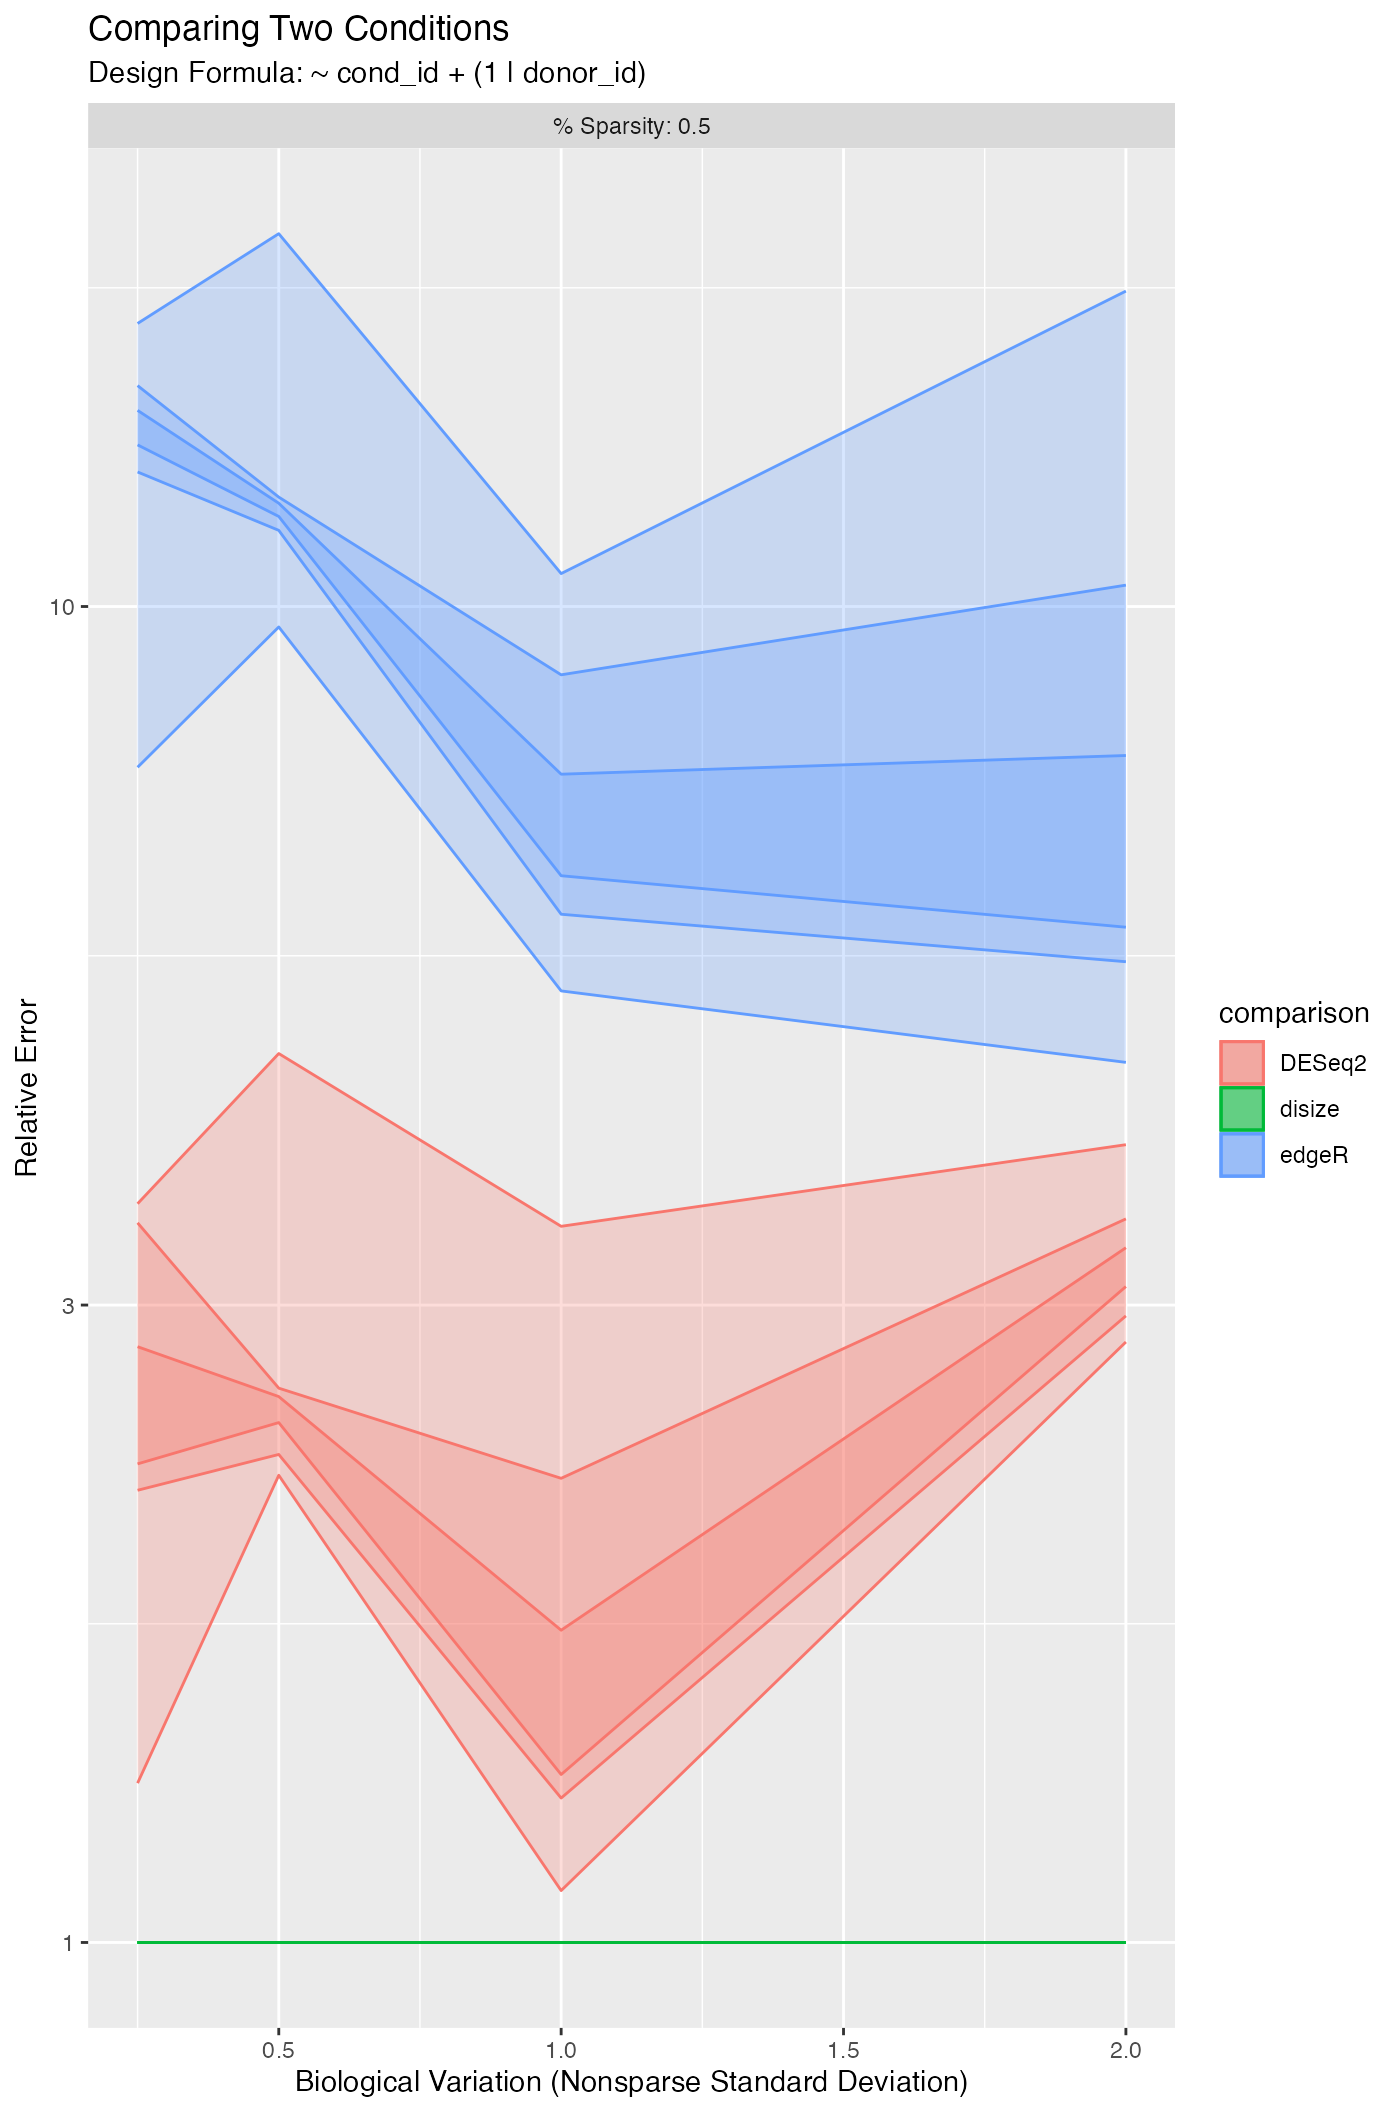 Comparing Two Conditions
Design Formula: ~ cond_id + (1 | donor_id)
% Sparsity: 0.5
10
3
1
Relative Error
0.5
1.0
1.5
2.0
Biological Variation (Nonsparse Standard Deviation)
comparison
DESeq2
disize
edgeR